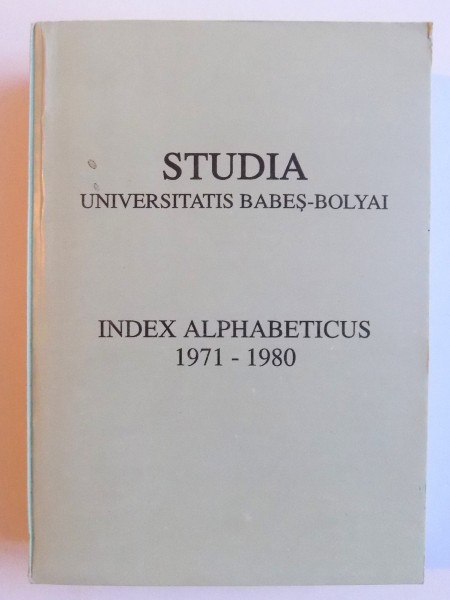 STUDIA
UNIVERSITATIS BABEŞ-BOLYAI
INDEX ALPHABETICUS
1971 - 1980